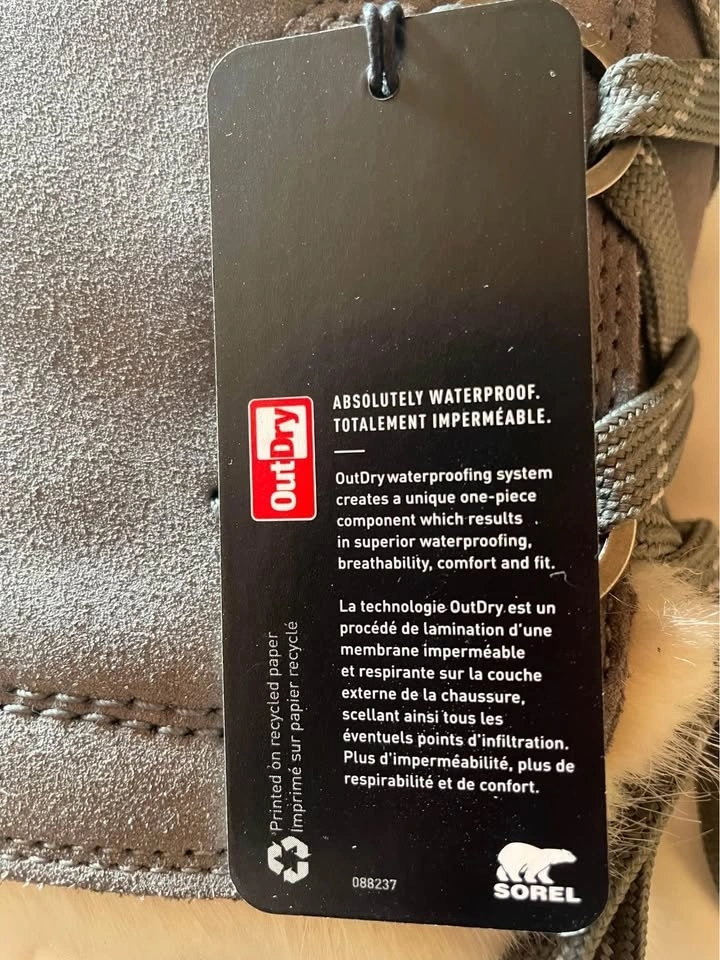 ABSOLUTELY WATERPROOF.
TOTALEMENT IMPERMÉABLE.
OutDry
OutDry waterproofing system
creates a unique one-piece
component which results
in superior waterproofing,
breathability, comfort and fit.
La technologie OutDry est un
procédé de lamination d'une
membrane imperméable
et respirante sur la couche
externe de la chaussure,
scellant ainsi tous les
éventuels points d'infiltration.
Plus d'imperméabilité, plus de
respirabilité et de confort.
Printed on recycled paper
Imprimé sur papier recyclé
088237
SOREL